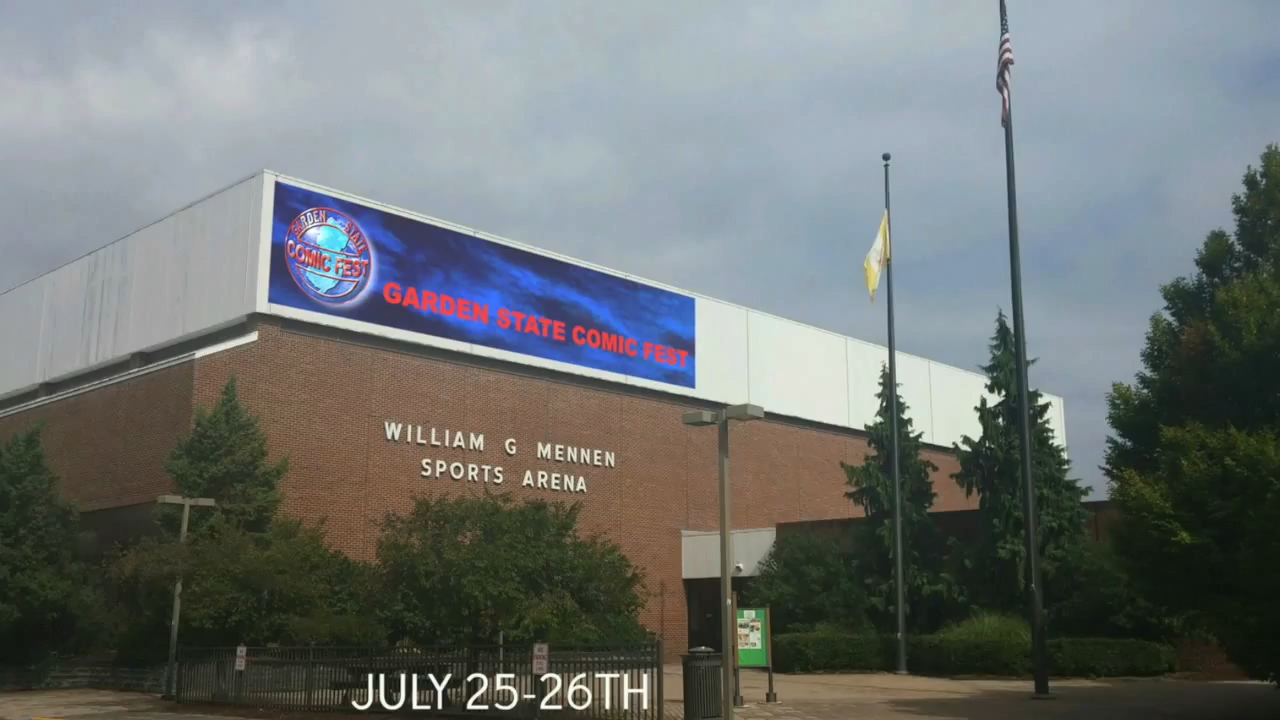 GARDEN STATE
COMIC FEST
GARDEN STATE COMIC FEST
WILLIAM G MENNEN
SPORTS ARENA
JULY 25-26TH